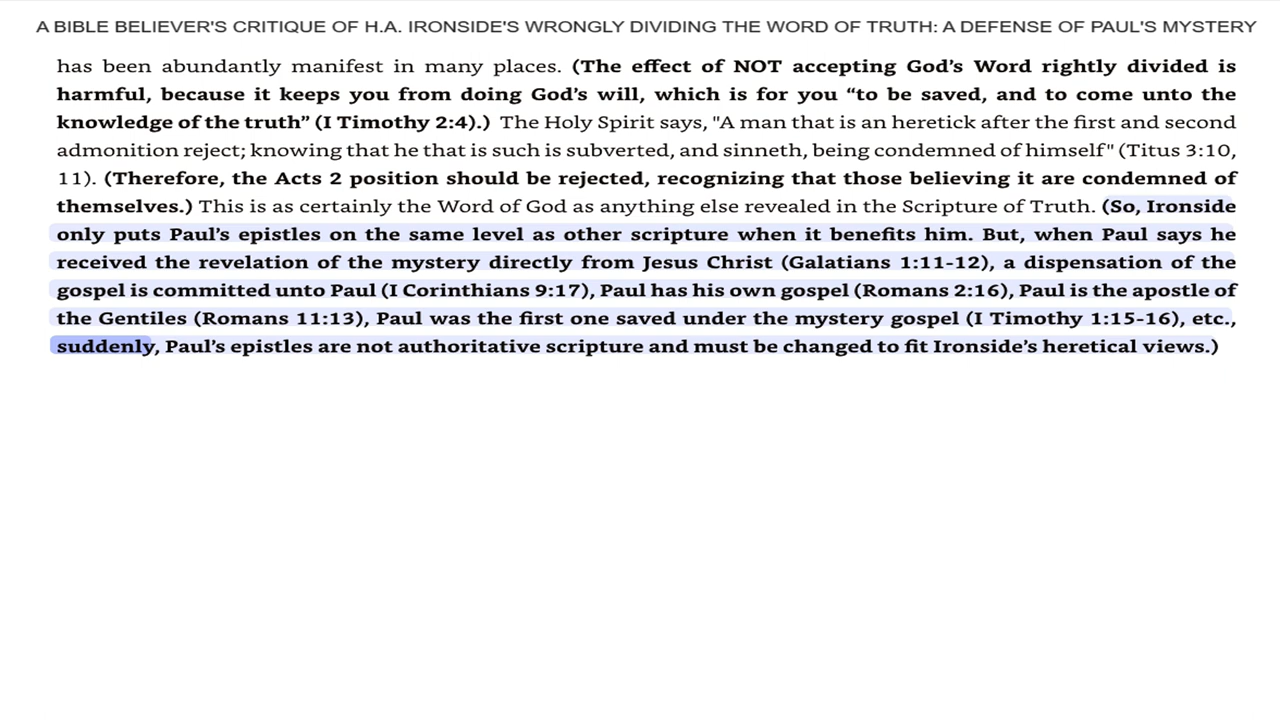 A BIBLE BELIEVER'S CRITIQUE OF H.A. IRONSIDE'S WRONGLY DIVIDING THE WORD OF TRUTH: A DEFENSE OF PAUL'S MYSTERY
has been abundantly manifest in many places. (The effect of NOT accepting God’s Word rightly divided is
harmful, because it keeps you from doing God’s will, which is for you “to be saved, and to come unto the
knowledge of the truth” (I Timothy 2:4).) The Holy Spirit says, "A man that is an heretick after the first and second
admonition reject; knowing that he that is such is subverted, and sinneth, being condemned of himself" (Titus 3:10,
11). (Therefore, the Acts 2 position should be rejected, recognizing that those believing it are condemned of
themselves.) This is as certainly the Word of God as anything else revealed in the Scripture of Truth. (So, Ironside
only puts Paul’s epistles on the same level as other scripture when it benefits him. But, when Paul says he
received the revelation of the mystery directly from Jesus Christ (Galatians 1:11-12), a dispensation of the
gospel is committed unto Paul (I Corinthians 9:17), Paul has his own gospel (Romans 2:16), Paul is the apostle of
the Gentiles (Romans 11:13), Paul was the first one saved under the mystery gospel (I Timothy 1:15-16), etc.,
suddenly, Paul’s epistles are not authoritative scripture and must be changed to fit Ironside’s heretical views.)